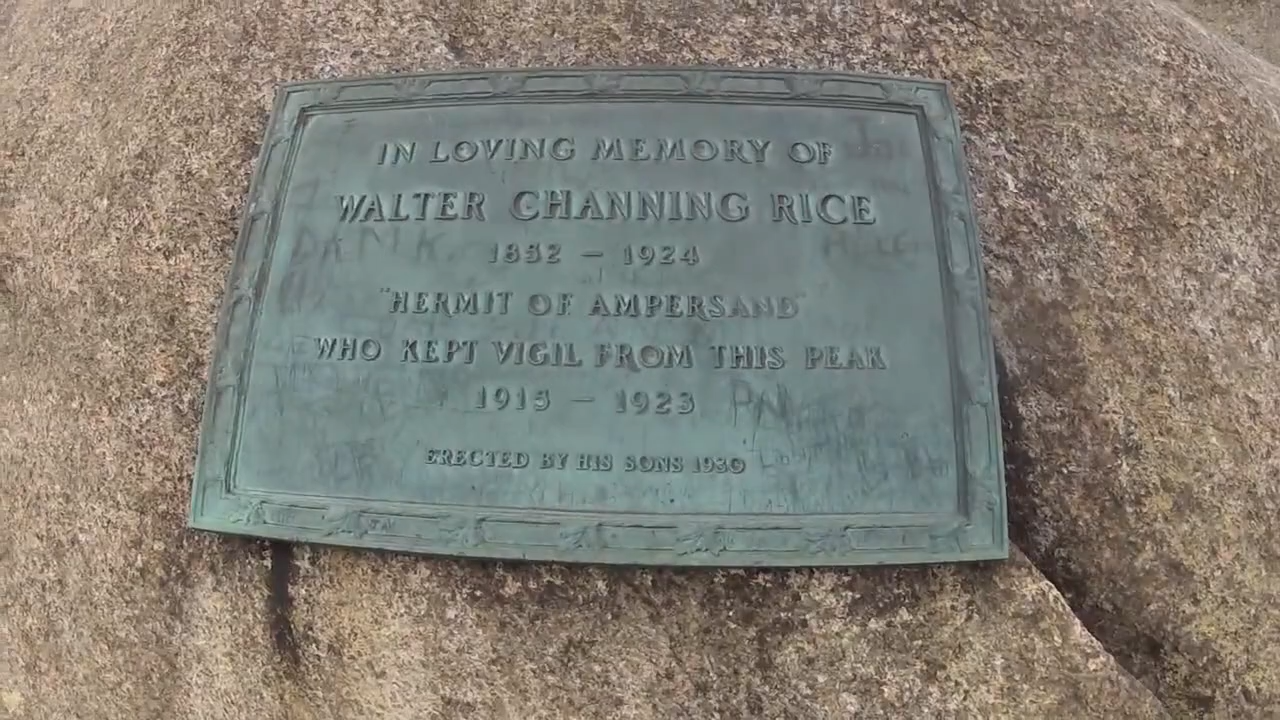 IN LOVING MEMORY OF
WALTER CHANNING RICE
1852 – 1924
"HERMIT OF AMPERSAND"
WHO KEPT VIGIL FROM THIS PEAK
1915 – 1923
ERECTED BY HIS SONS 1930